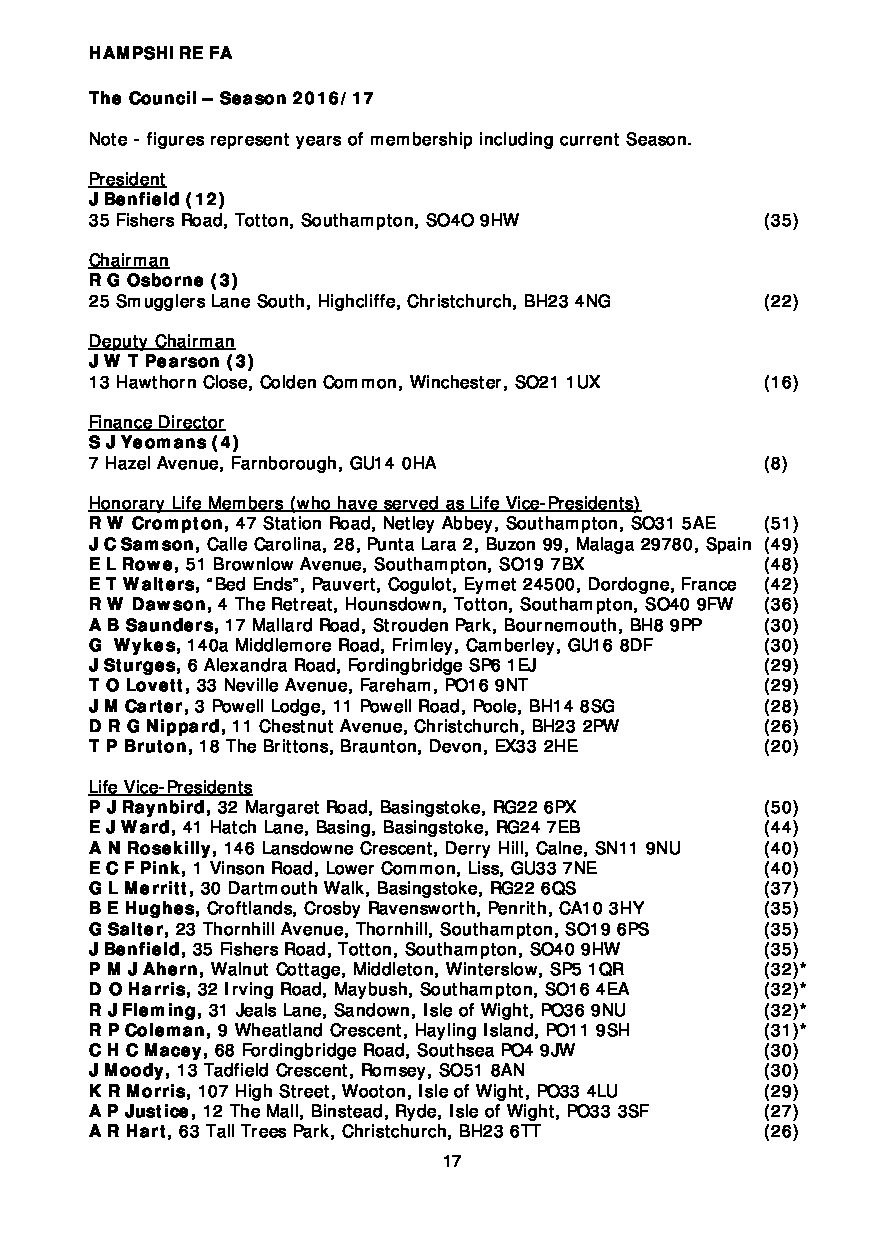 HAMPSHIRE FA
The Council – Season 2016/17
Note - figures represent years of membership including current Season.
President
J Benfield (12)
35 Fishers Road, Totton, Southampton, SO4O 9HW (35)
Chairman
R G Osborne (3)
25 Smugglers Lane South, Highcliffe, Christchurch, BH23 4NG (22)
Deputy Chairman
J W T Pearson (3)
13 Hawthorn Close, Colden Common, Winchester, SO21 1UX (16)
Finance Director
S J Yeomans (4)
7 Hazel Avenue, Farnborough, GU14 0HA (8)
Honorary Life Members (who have served as Life Vice-Presidents)
R W Crompton, 47 Station Road, Netley Abbey, Southampton, SO31 5AE (51)
J C Samson, Calle Carolina, 28, Punta Lara 2, Buzon 99, Malaga 29780, Spain (49)
E L Rowe, 51 Brownlow Avenue, Southampton, SO19 7BX (48)
E T Walters, “Bed Ends”, Pauvert, Cogulot, Eymet 24500, Dordogne, France (42)
R W Dawson, 4 The Retreat, Hounsdown, Totton, Southampton, SO40 9FW (36)
A B Saunders, 17 Mallard Road, Strouden Park, Bournemouth, BH8 9PP (30)
G Wykes, 140a Middlemore Road, Frimley, Camberley, GU16 8DF (30)
J Sturges, 6 Alexandra Road, Fordingbridge SP6 1EJ (29)
T O Lovett, 33 Neville Avenue, Fareham, PO16 9NT (29)
J M Carter, 3 Powell Lodge, 11 Powell Road, Poole, BH14 8SG (28)
D R G Nippard, 11 Chestnut Avenue, Christchurch, BH23 2PW (26)
T P Bruton, 18 The Brittons, Braunton, Devon, EX33 2HE (20)
Life Vice-Presidents
P J Raynbird, 32 Margaret Road, Basingstoke, RG22 6PX (50)
E J Ward, 41 Hatch Lane, Basing, Basingstoke, RG24 7EB (44)
A N Rosekilly, 146 Lansdowne Crescent, Derry Hill, Calne, SN11 9NU (40)
E C F Pink, 1 Vinson Road, Lower Common, Liss, GU33 7NE (40)
G L Merritt, 30 Dartmouth Walk, Basingstoke, RG22 6QS (37)
B E Hughes, Croftlands, Crosby Ravensworth, Penrith, CA10 3HY (35)
G Salter, 23 Thornhill Avenue, Thornhill, Southampton, SO19 6PS (35)
J Benfield, 35 Fishers Road, Totton, Southampton, SO40 9HW (35)
P M J Ahern, Walnut Cottage, Middleton, Winterslow, SP5 1QR (32)*
D O Harris, 32 Irving Road, Maybush, Southampton, SO16 4EA (32)*
R J Fleming, 31 Jeals Lane, Sandown, Isle of Wight, PO36 9NU (32)*
R P Coleman, 9 Wheatland Crescent, Hayling Island, PO11 9SH (31)*
C H C Macey, 68 Fordingbridge Road, Southsea PO4 9JW (30)
J Moody, 13 Tadfield Crescent, Romsey, SO51 8AN (30)
K R Morris, 107 High Street, Wooton, Isle of Wight, PO33 4LU (29)
A P Justice, 12 The Mall, Binstead, Ryde, Isle of Wight, PO33 3SF (27)
A R Hart, 63 Tall Trees Park, Christchurch, BH23 6TT (26)
17